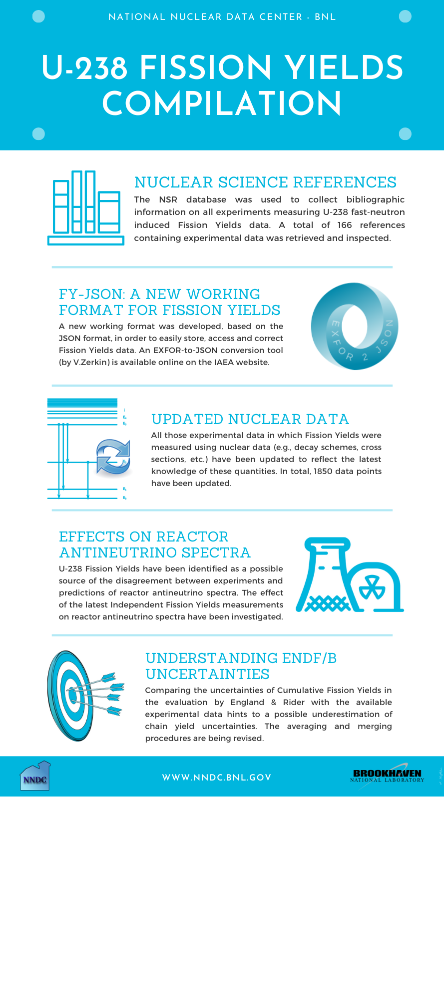 NATIONAL NUCLEAR DATA CENTER - BNL
U-238 FISSION YIELDS
COMPILATION
NUCLEAR SCIENCE REFERENCES
The NSR database was used to collect bibliographic
information on all experiments measuring U-238 fast-neutron
induced Fission Yields data. A total of 166 references
containing experimental data was retrieved and inspected.
FY-JSON: A NEW WORKING
FORMAT FOR FISSION YIELDS
A new working format was developed, based on the
JSON format, in order to easily store, access and correct
Fission Yields data. An EXFOR-to-JSON conversion tool
(by V.Zerkin) is available online on the IAEA website.
EXFOR 2 JSON
UPDATED NUCLEAR DATA
All those experimental data in which Fission Yields were
measured using nuclear data (e.g., decay schemes, cross
sections, etc.) have been updated to reflect the latest
knowledge of these quantities. In total, 1850 data points
have been updated.
EFFECTS ON REACTOR
ANTINEUTRINO SPECTRA
U-238 Fission Yields have been identified as a possible
source of the disagreement between experiments and
predictions of reactor antineutrino spectra. The effect
of the latest Independent Fission Yields measurements
on reactor antineutrino spectra have been investigated.
UNDERSTANDING ENDF/B
UNCERTAINTIES
Comparing the uncertainties of Cumulative Fission Yields in
the evaluation by England & Rider with the available
experimental data hints to a possible underestimation of
chain yield uncertainties. The averaging and merging
procedures are being revised.
NNDC
WWW.NNDC.BNL.GOV
BROOKHAVEN
NATIONAL LABORATORY